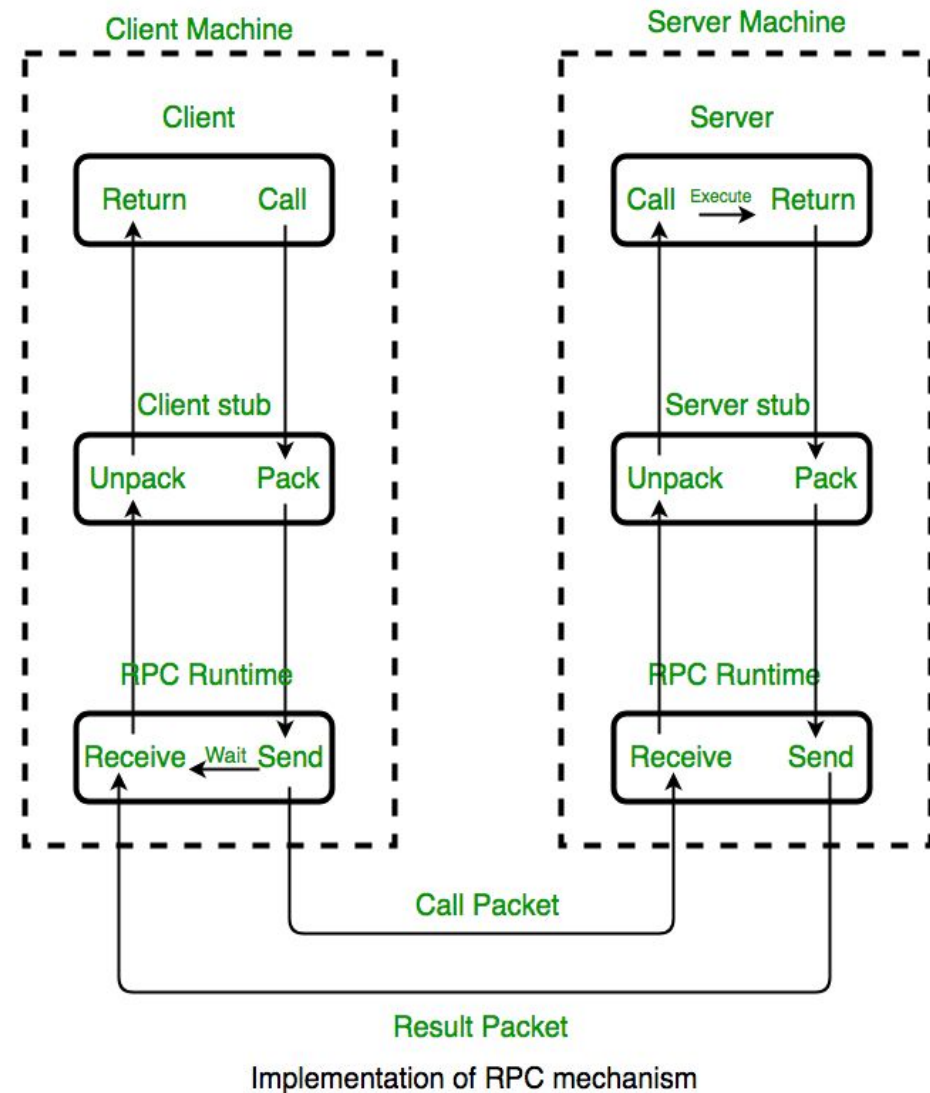 Client Machine
Server Machine
Client
Server
Return Call
Call Execute Return
Client stub
Server stub
Unpack Pack
Unpack Pack
RPC Runtime
RPC Runtime
Receive Wait Send
Receive Send
Call Packet
Result Packet
Implementation of RPC mechanism